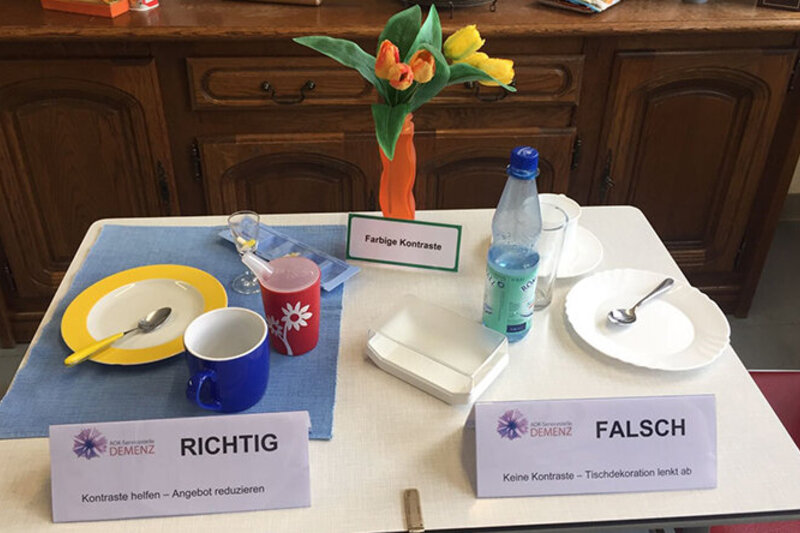 Farbige Kontraste
AOK-Servicestelle
DEMENZ
RICHTIG
Kontraste helfen – Angebot reduzieren
AOK-Servicestelle
DEMENZ
FALSCH
Keine Kontraste – Tischdekoration lenkt ab
DEMENZ